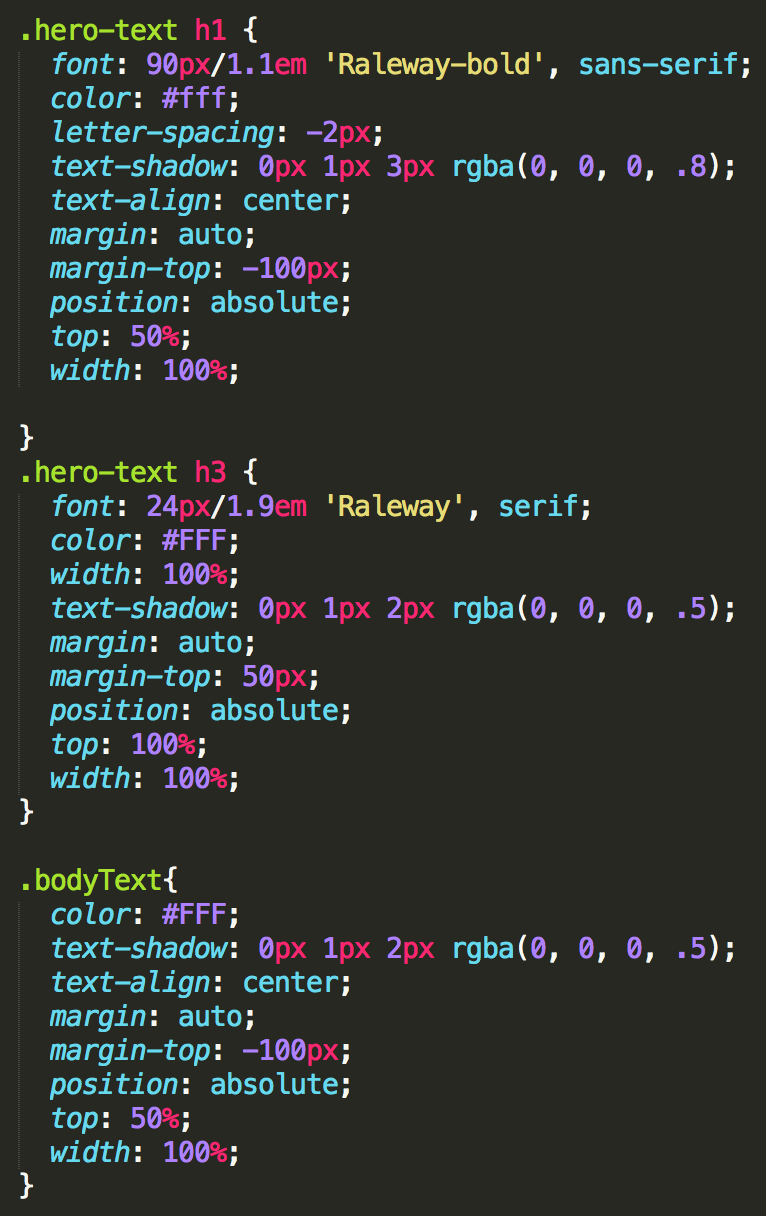 .hero-text h1 {
  font: 90px/1.1em 'Raleway-bold', sans-serif;
  color: #fff;
  letter-spacing: -2px;
  text-shadow: 0px 1px 3px rgba(0, 0, 0, .8);
  text-align: center;
  margin: auto;
  margin-top: -100px;
  position: absolute;
  top: 50%;
  width: 100%;

}
.hero-text h3 {
  font: 24px/1.9em 'Raleway', serif;
  color: #FFF;
  width: 100%;
  text-shadow: 0px 1px 2px rgba(0, 0, 0, .5);
  margin: auto;
  margin-top: 50px;
  position: absolute;
  top: 100%;
  width: 100%;
}

.bodyText{
  color: #FFF;
  text-shadow: 0px 1px 2px rgba(0, 0, 0, .5);
  text-align: center;
  margin: auto;
  margin-top: -100px;
  position: absolute;
  top: 50%;
  width: 100%;
}